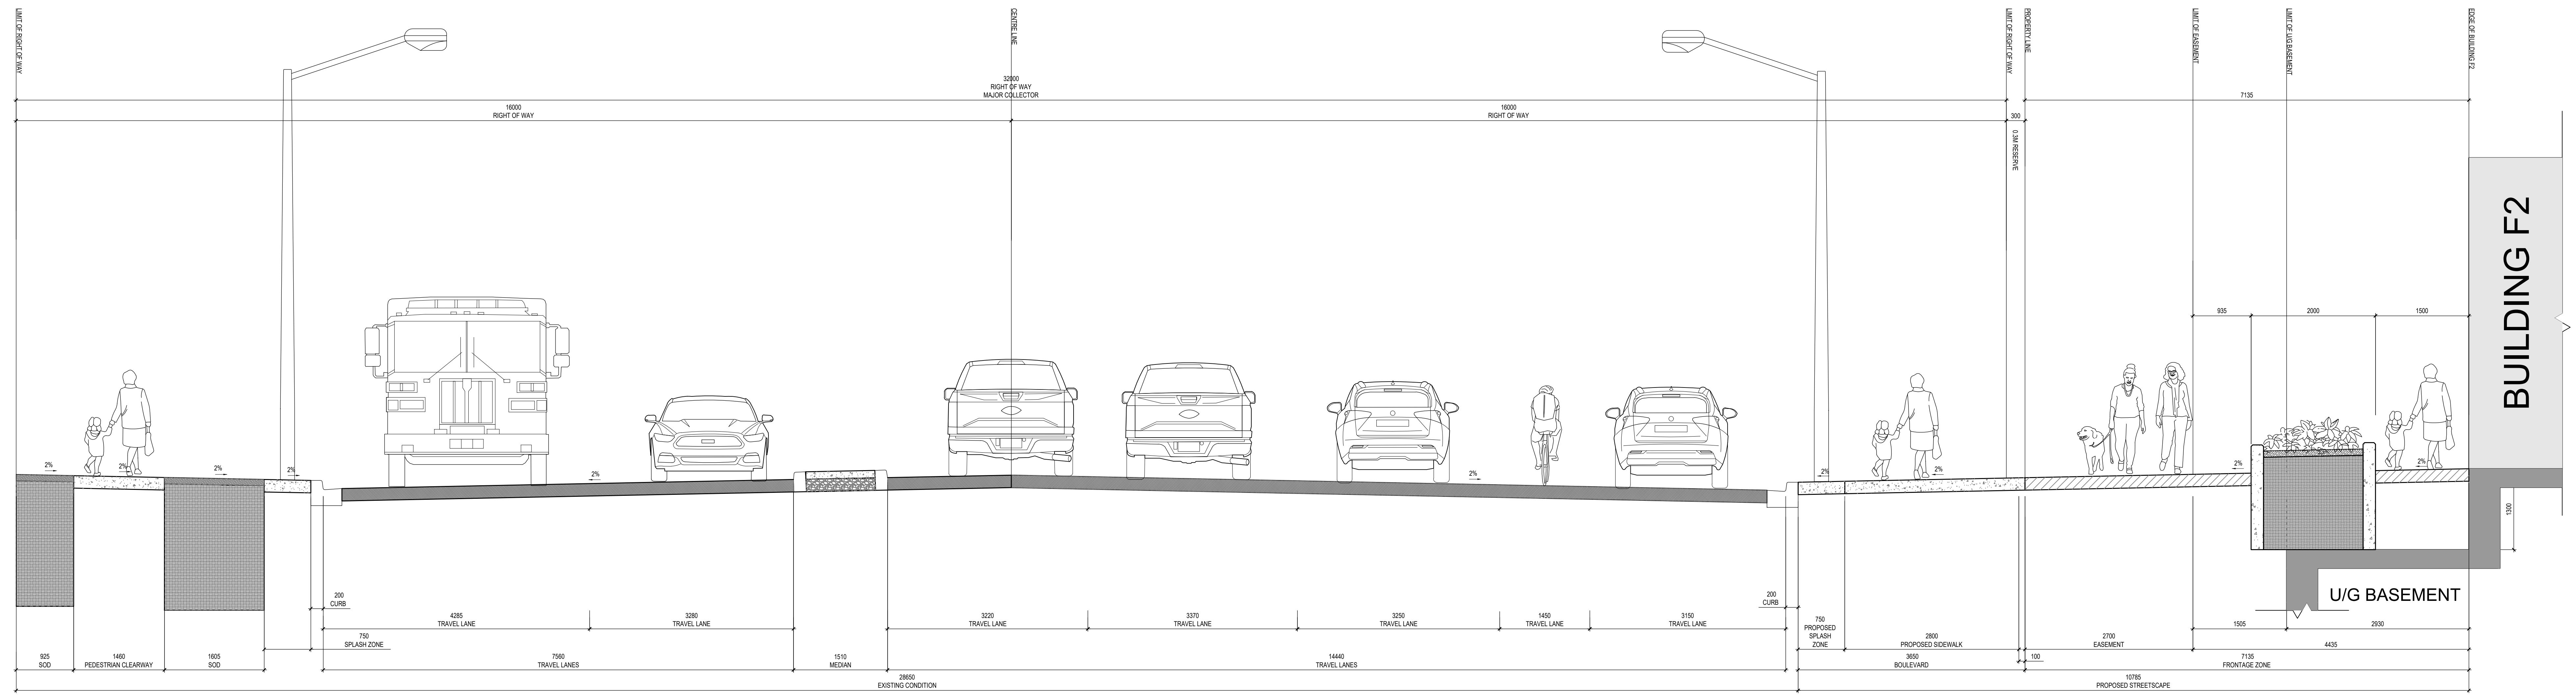 LIMIT OF RIGHT OF WAY
CENTRE LINE
LIMIT OF RIGHT OF WAY
PROPERTY LINE
LIMIT OF EASEMENT
LIMIT OF U/G BASEMENT
EDGE OF BUILDING F2
32000
RIGHT OF WAY
MAJOR COLLECTOR
7135
16000
RIGHT OF WAY
16000
RIGHT OF WAY
300
0.3M RESERVE
BUILDING F2
935
2000
1500
2%
2%
2%
2%
2%
2%
2%
2%
2%
2%
1300
U/G BASEMENT
200
CURB
4285
TRAVEL LANE
3280
TRAVEL LANE
3220
TRAVEL LANE
3370
TRAVEL LANE
3250
TRAVEL LANE
1450
TRAVEL LANE
3150
TRAVEL LANE
200
CURB
750
SPLASH ZONE
750
PROPOSED
SPLASH
ZONE
2800
PROPOSED SIDEWALK
2700
EASEMENT
1505
2930
4435
925
SOD
1460
PEDESTRIAN CLEARWAY
1605
SOD
7560
TRAVEL LANES
1510
MEDIAN
14440
TRAVEL LANES
3650
BOULEVARD
100
7135
FRONTAGE ZONE
28650
EXISTING CONDITION
10785
PROPOSED STREETSCAPE